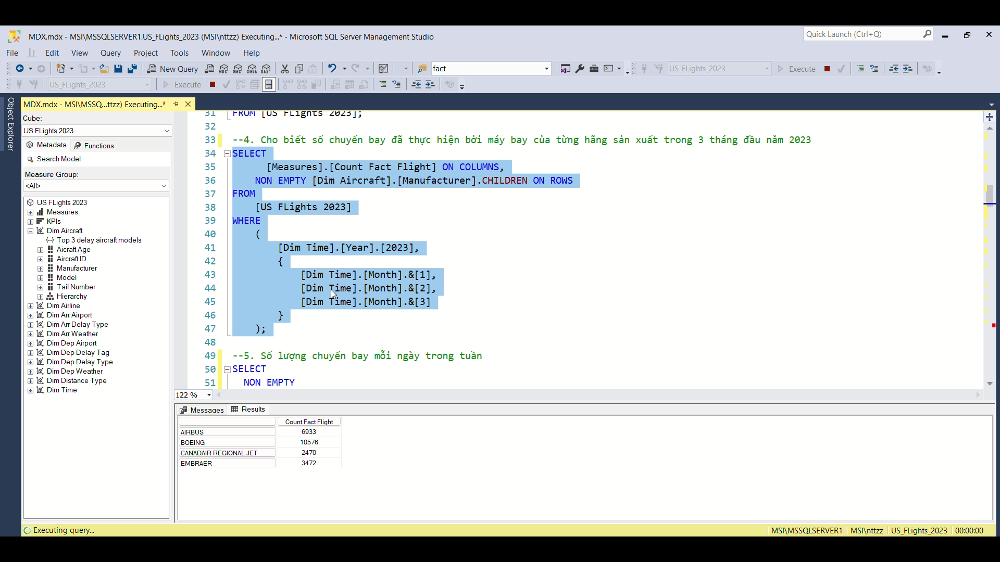 MDX.mdx - MSI\MSSQLSERVER1.US_FLights_2023 (MSI\nttzz) Executing...* - Microsoft SQL Server Management Studio
Quick Launch (Ctrl+Q)
File Edit View Query Project Tools Window Help
New Query MDX DMX XMLA DAX fact US_FLights_2023 Execute
US_FLights_2023 Execute
Object Explorer
MDX.mdx - MSI\MSSQ...ttzz) Executing...*
Cube:
US FLights 2023
Metadata Functions
Search Model
Measure Group:
<All>
US FLights 2023
Measures
KPIs
Dim Aircraft
Top 3 delay aircraft models
Aicraft Age
Aircraft ID
Manufacturer
Model
Tail Number
Hierarchy
Dim Airline
Dim Arr Airport
Dim Arr Delay Type
Dim Arr Weather
Dim Dep Airport
Dim Dep Delay Tag
Dim Dep Delay Type
Dim Dep Weather
Dim Distance Type
Dim Time
31 FROM [US FLights 2023];
32
33 --4. Cho biết số chuyến bay đã thực hiện bởi máy bay của từng hãng sản xuất trong 3 tháng đầu năm 2023
34 SELECT
35 [Measures].[Count Fact Flight] ON COLUMNS,
36 NON EMPTY [Dim Aircraft].[Manufacturer].CHILDREN ON ROWS
37 FROM
38 [US FLights 2023]
39 WHERE
40 (
41 [Dim Time].[Year].[2023],
42 {
43 [Dim Time].[Month].&[1],
44 [Dim Time].[Month].&[2],
45 [Dim Time].[Month].&[3]
46 }
47 );
48
49 --5. Số lượng chuyến bay mỗi ngày trong tuần
50 SELECT
51 NON EMPTY
122 %
Messages Results
Count Fact Flight
AIRBUS 6933
BOEING 10576
CANADAIR REGIONAL JET 2470
EMBRAER 3472
Executing query... MSI\MSSQLSERVER1 MSI\nttzz US_FLights_2023 00:00:00